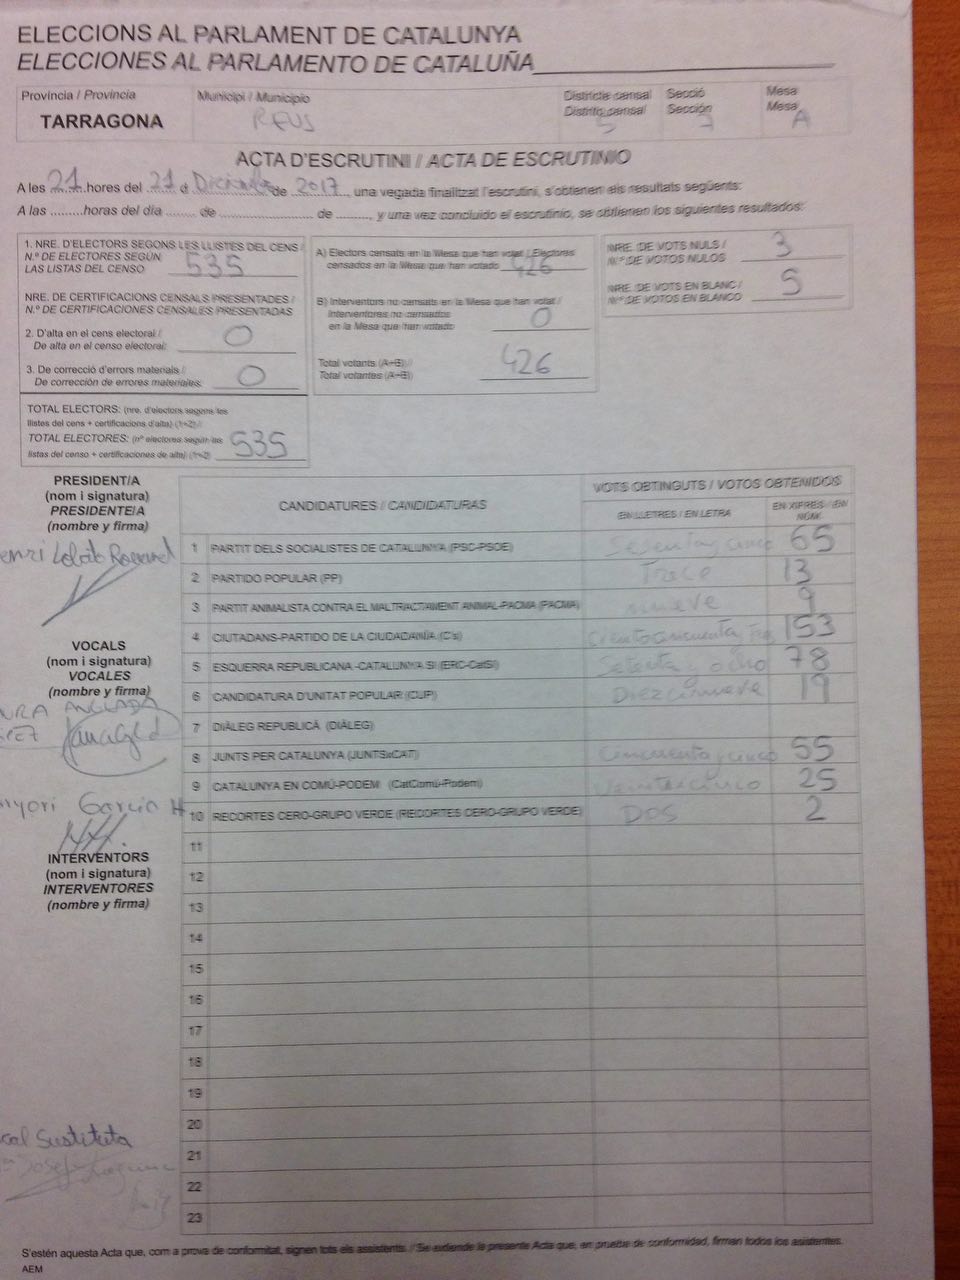 ELECCIONS AL PARLAMENT DE CATALUNYA
ELECCIONES AL PARLAMENTO DE CATALUÑA
Província / Provincia
TARRAGONA
Municipi / Municipio
REUS
Districte censal
Distrito censal
5
Secció
Sección
7
Mesa
Mesa
A
ACTA D'ESCRUTINI / ACTA DE ESCRUTINIO
A les 21 hores del 21 d Diciembre de 2017, una vegada finalitzat l'escrutini, s'obtenen els resultats següents:
A las .........horas del día ....... de ...................... de ........, y una vez concluido el escrutinio, se obtienen los siguientes resultados:
1. NRE. D'ELECTORS SEGONS LES LLISTES DEL CENS /
N.º DE ELECTORES SEGÚN
LAS LISTAS DEL CENSO 535
NRE. DE CERTIFICACIONS CENSALS PRESENTADES /
N.º DE CERTIFICACIONES CENSALES PRESENTADAS
2. D'alta en el cens electoral /
De alta en el censo electoral: 0
3. De correcció d'errors materials /
De corrección de errores materiales: 0
TOTAL ELECTORS: (nre. d'electors segons les
llistes del cens + certificacions d'alta) (1+2) /
TOTAL ELECTORES: (nº electores según las
listas del censo + certificaciones de alta) (1+2) 535
A) Electors censats en la Mesa que han votat / Electores
censados en la Mesa que han votado 426
B) Interventors no censats en la Mesa que han votat /
Interventores no censados
en la Mesa que han votado 0
Total votants (A+B) /
Total votantes (A+B) 426
NRE. DE VOTS NULS /
N.º DE VOTOS NULOS 3
NRE. DE VOTS EN BLANC /
N.º DE VOTOS EN BLANCO 5
PRESIDENT/A
(nom i signatura)
PRESIDENTE/A
(nombre y firma)
VOCALS
(nom i signatura)
VOCALES
(nombre y firma)
ANGLADA
Garcia H
INTERVENTORS
(nom i signatura)
INTERVENTORES
(nombre y firma)
Sustituta
CANDIDATURES / CANDIDATURAS
VOTS OBTINGUTS / VOTOS OBTENIDOS
EN LLETRES / EN LETRA
EN XIFRES / EN
NÚM.
1 PARTIT DELS SOCIALISTES DE CATALUNYA (PSC-PSOE) Sesenta y cinco 65
2 PARTIDO POPULAR (PP) Trece 13
3 PARTIT ANIMALISTA CONTRA EL MALTRACTAMENT ANIMAL-PACMA (PACMA) nueve 9
4 CIUTADANS-PARTIDO DE LA CIUDADANÍA (C's) Ciento cincuenta y tres 153
5 ESQUERRA REPUBLICANA -CATALUNYA SÍ (ERC-CatSí) Setenta y ocho 78
6 CANDIDATURA D'UNITAT POPULAR (CUP) Diezcinueve 19
7 DIÀLEG REPUBLICÀ (DIÀLEG)
8 JUNTS PER CATALUNYA (JUNTSxCAT) Cincuenta y cinco 55
9 CATALUNYA EN COMÚ-PODEM (CatComú-Podem) Veinticinco 25
10 RECORTES CERO-GRUPO VERDE (RECORTES CERO-GRUPO VERDE) DOS 2
11
12
13
14
15
16
17
18
19
20
21
22
23
S'estén aquesta Acta que, com a prova de conformitat, signen tots els assistents. / Se extiende la presente Acta que, en prueba de conformidad, firman todos los asistentes.
AEM